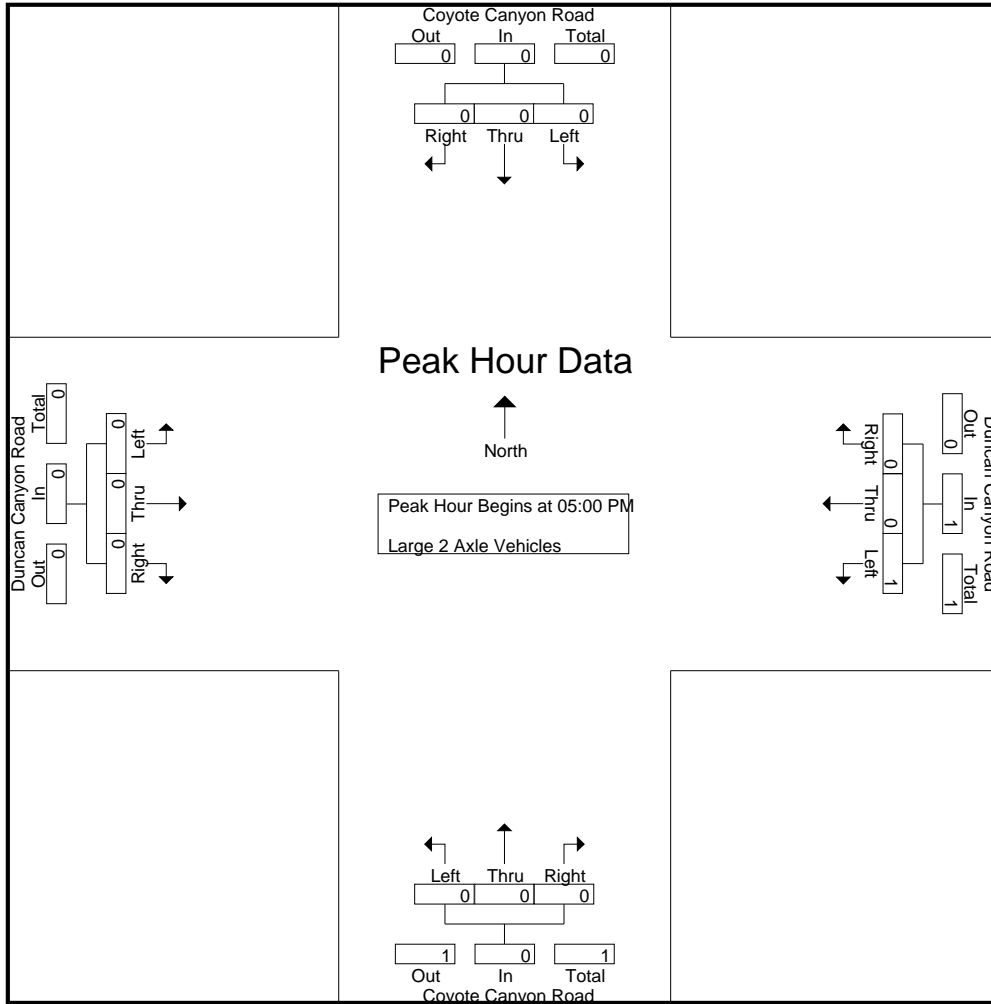 Coyote Canyon Road
Out In Total
0 0 0
0 0 0
Right Thru Left
Peak Hour Data
North
Peak Hour Begins at 05:00 PM
Large 2 Axle Vehicles
Duncan Canyon Road
Total In Out
0 0 0
0 0 0
Left Thru Right
Duncan Canyon Road
Out In Total
0 1 1
0 0 1
Right Thru Left
Left Thru Right
0 0 0
1 0 1
Out In Total
Coyote Canyon Road